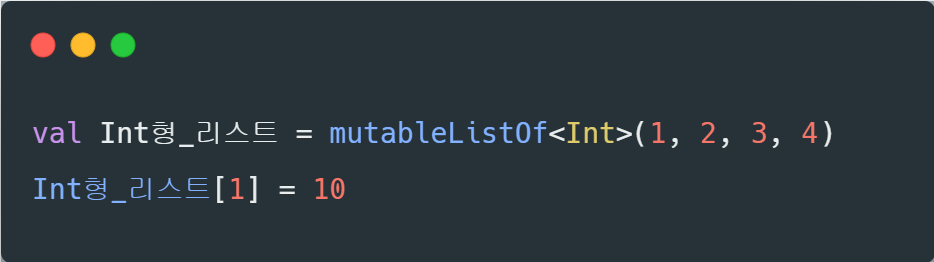 val Int형_리스트 = mutableListOf<Int>(1, 2, 3, 4)
Int형_리스트[1] = 10